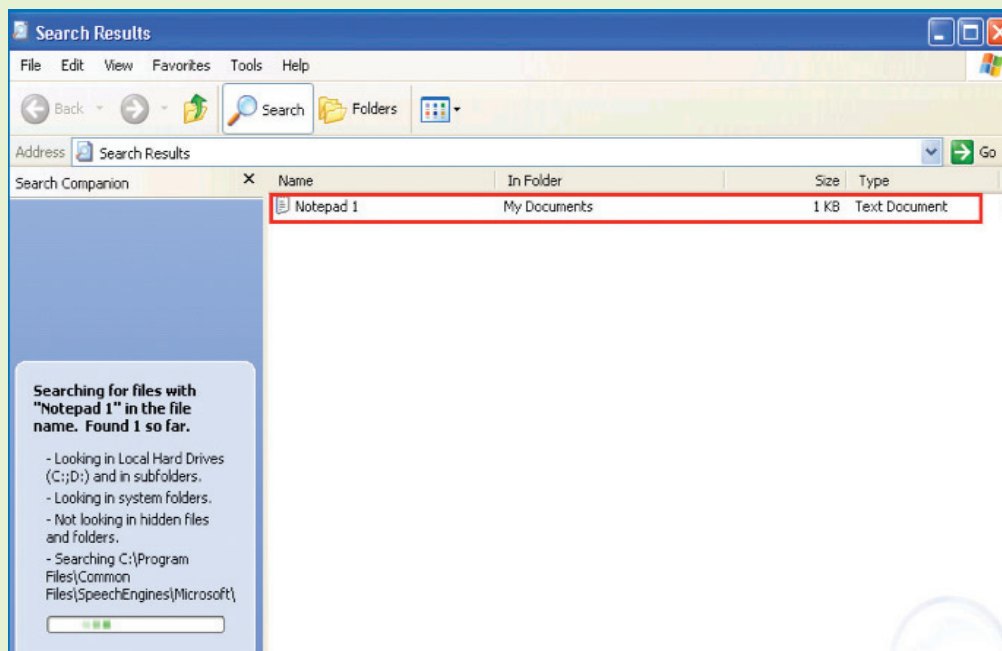 Search Results
File Edit View Favorites Tools Help
Back Search Folders
Address Search Results Go
Search Companion
Name In Folder Size Type
Notepad 1 My Documents 1 KB Text Document
Searching for files with
"Notepad 1" in the file
name. Found 1 so far.
- Looking in Local Hard Drives
(C:;D:) and in subfolders.
- Looking in system folders.
- Not looking in hidden files
and folders.
- Searching C:\Program
Files\Common
Files\SpeechEngines\Microsoft\